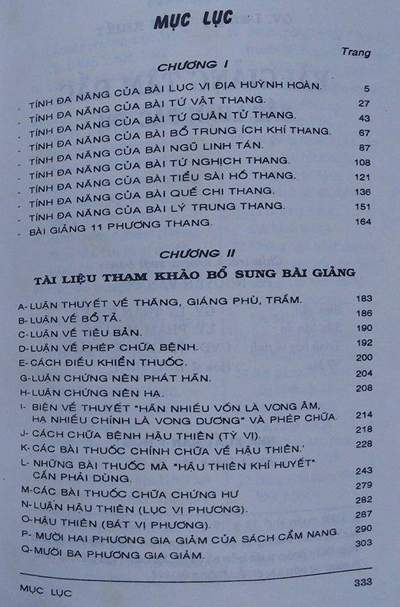 MỤC LỤC
Trang
CHƯƠNG I
- TÍNH ĐA NĂNG CỦA BÀI LỤC VỊ ĐỊA HUỲNH HOÀN. 5
- TÍNH ĐA NĂNG CỦA BÀI TỨ VẬT THANG. 27
- TÍNH ĐA NĂNG CỦA BÀI TỨ QUÂN TỬ THANG. 43
- TÍNH ĐA NĂNG CỦA BÀI BỔ TRUNG ÍCH KHÍ THANG. 67
- TÍNH ĐA NĂNG CỦA BÀI NGŨ LINH TÁN. 87
- TÍNH ĐA NĂNG CỦA BÀI TỨ NGHỊCH THANG. 108
- TÍNH ĐA NĂNG CỦA BÀI TIỂU SÀI HỒ THANG. 121
- TÍNH ĐA NĂNG CỦA BÀI QUẾ CHI THANG. 136
- TÍNH ĐA NĂNG CỦA BÀI LÝ TRUNG THANG. 151
- BÀI GIẢNG 11 PHƯƠNG THANG. 164
CHƯƠNG II
TÀI LIỆU THAM KHẢO BỔ SUNG BÀI GIẢNG
A- LUẬN THUYẾT VỀ THĂNG, GIÁNG PHÙ, TRẦM. 183
B- LUẬN VỀ BỔ TẢ. 186
C- LUẬN VỀ TIÊU BẢN. 190
D- LUẬN VỀ PHÉP CHỮA BỆNH. 192
E- CÁCH ĐIỀU KHIỂN THUỐC. 200
G- LUẬN CHỨNG NÊN PHÁT HÃN. 204
H- LUẬN CHỨNG NÊN HẠ. 208
I- BIỆN VỀ THUYẾT "HÃN NHIỀU VỐN LÀ VONG ÂM,
HẠ NHIỀU CHÍNH LÀ VONG DƯƠNG" VÀ PHÉP CHỮA. 214
J- CÁCH CHỮA BỆNH HẬU THIÊN (TỲ VỊ). 218
K- CÁC BÀI THUỐC CHÍNH CHỮA VỀ HẬU THIÊN. 228
L- NHỮNG BÀI THUỐC MÀ "HẬU THIÊN KHÍ HUYẾT"
CẦN PHẢI DÙNG. 243
M- CÁC BÀI THUỐC CHỮA CHỨNG HƯ 279
N- LUẬN HẬU THIÊN (LỤC VỊ PHƯƠNG). 282
O- HẬU THIÊN (BÁT VỊ PHƯƠNG). 287
P- MƯỜI HAI PHƯƠNG GIA GIẢM CỦA SÁCH CẨM NANG. 290
Q- MƯỜI BA PHƯƠNG GIA GIẢM. 303
MỤC LỤC 333